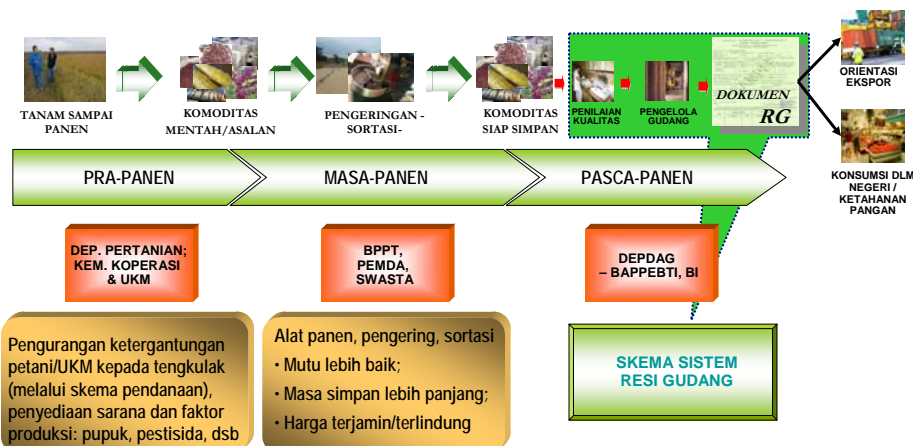 TANAM SAMPAI
PANEN
KOMODITAS
MENTAH/ASALAN
PENGERINGAN -
SORTASI-
KOMODITAS
SIAP SIMPAN
PENILAIAN
KUALITAS
PENGELOLA
GUDANG
DOKUMEN
RG
ORIENTASI
EKSPOR
KONSUMSI DLM
NEGERI /
KETAHANAN
PANGAN
PRA-PANEN
MASA-PANEN
PASCA-PANEN
DEP. PERTANIAN;
KEM. KOPERASI
& UKM
BPPT,
PEMDA,
SWASTA
DEPDAG
– BAPPEBTI, BI
Pengurangan ketergantungan
petani/UKM kepada tengkulak
(melalui skema pendanaan),
penyediaan sarana dan faktor
produksi: pupuk, pestisida, dsb
Alat panen, pengering, sortasi
• Mutu lebih baik;
• Masa simpan lebih panjang;
• Harga terjamin/terlindung
SKEMA SISTEM
RESI GUDANG